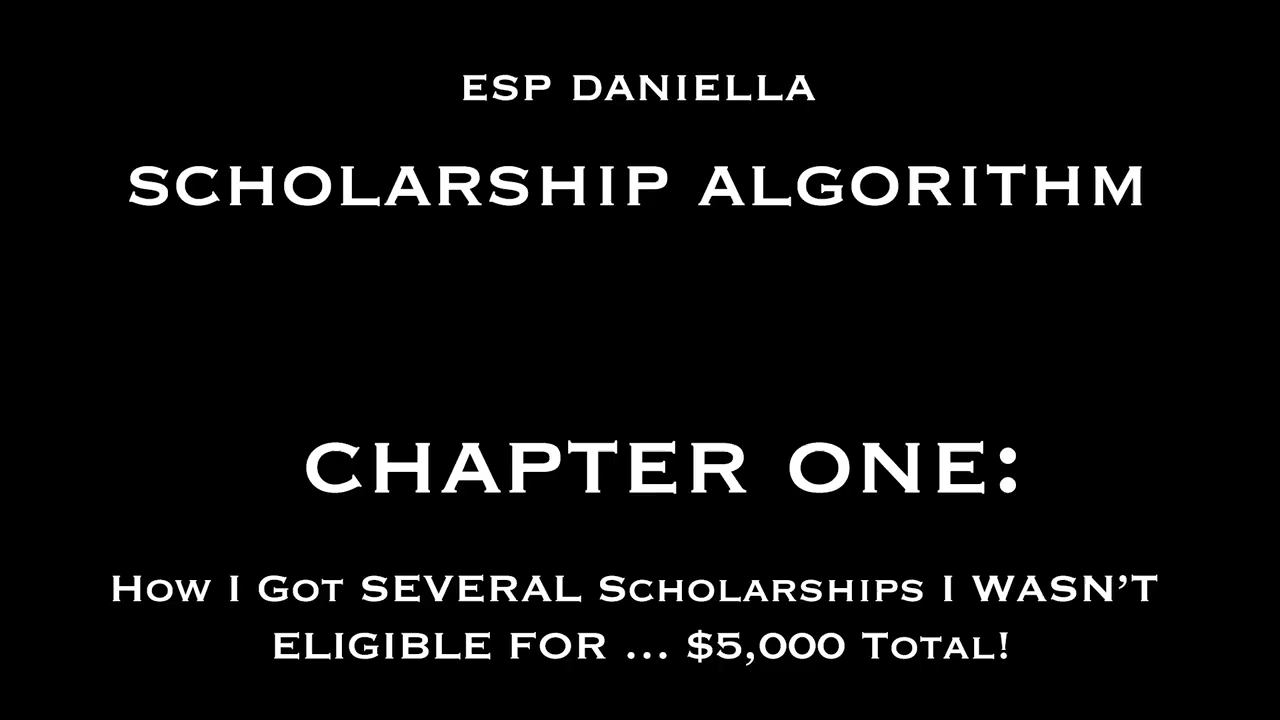 ESP DANIELLA
SCHOLARSHIP ALGORITHM
CHAPTER ONE:
How I Got SEVERAL Scholarships I WASN’T
ELIGIBLE FOR ... $5,000 Total!